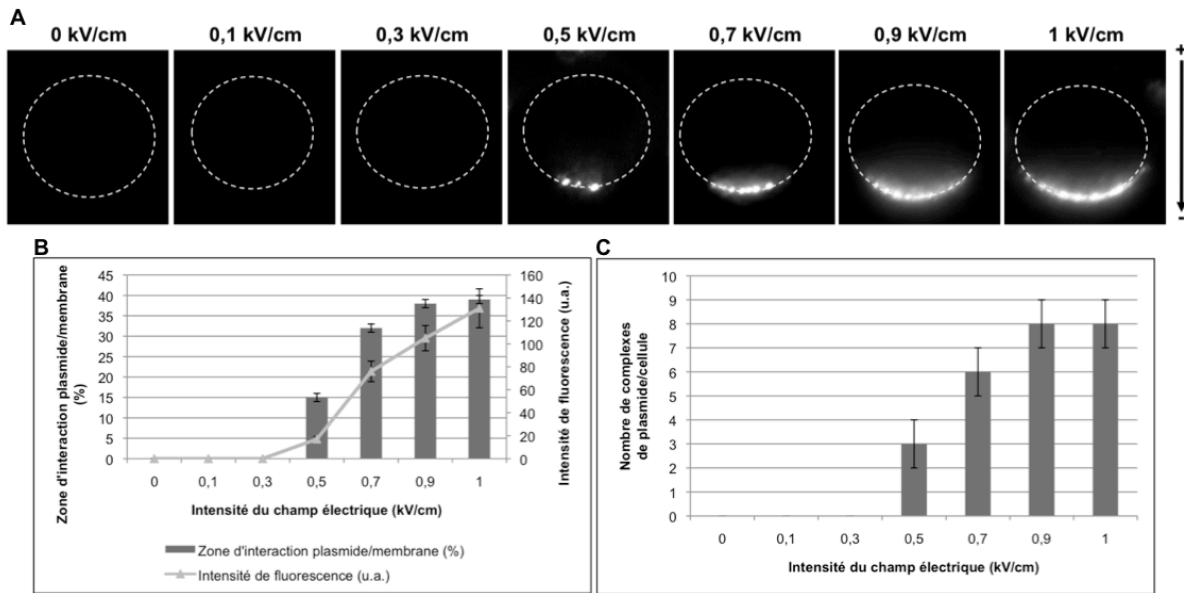 A
0 kV/cm 0,1 kV/cm 0,3 kV/cm 0,5 kV/cm 0,7 kV/cm 0,9 kV/cm 1 kV/cm
+
-
B
Zone d'interaction plasmide/membrane
(%)
45
40
35
30
25
20
15
10
5
0
160
140
120
100
80
60
40
20
0
Intensité de fluorescence (u.a.)
0 0,1 0,3 0,5 0,7 0,9 1
Intensité du champ électrique (kV/cm)
Zone d'interaction plasmide/membrane (%)
Intensité de fluorescence (u.a.)
C
Nombre de complexes
de plasmide/cellule
10
9
8
7
6
5
4
3
2
1
0
0 0,1 0,3 0,5 0,7 0,9 1
Intensité du champ électrique (kV/cm)